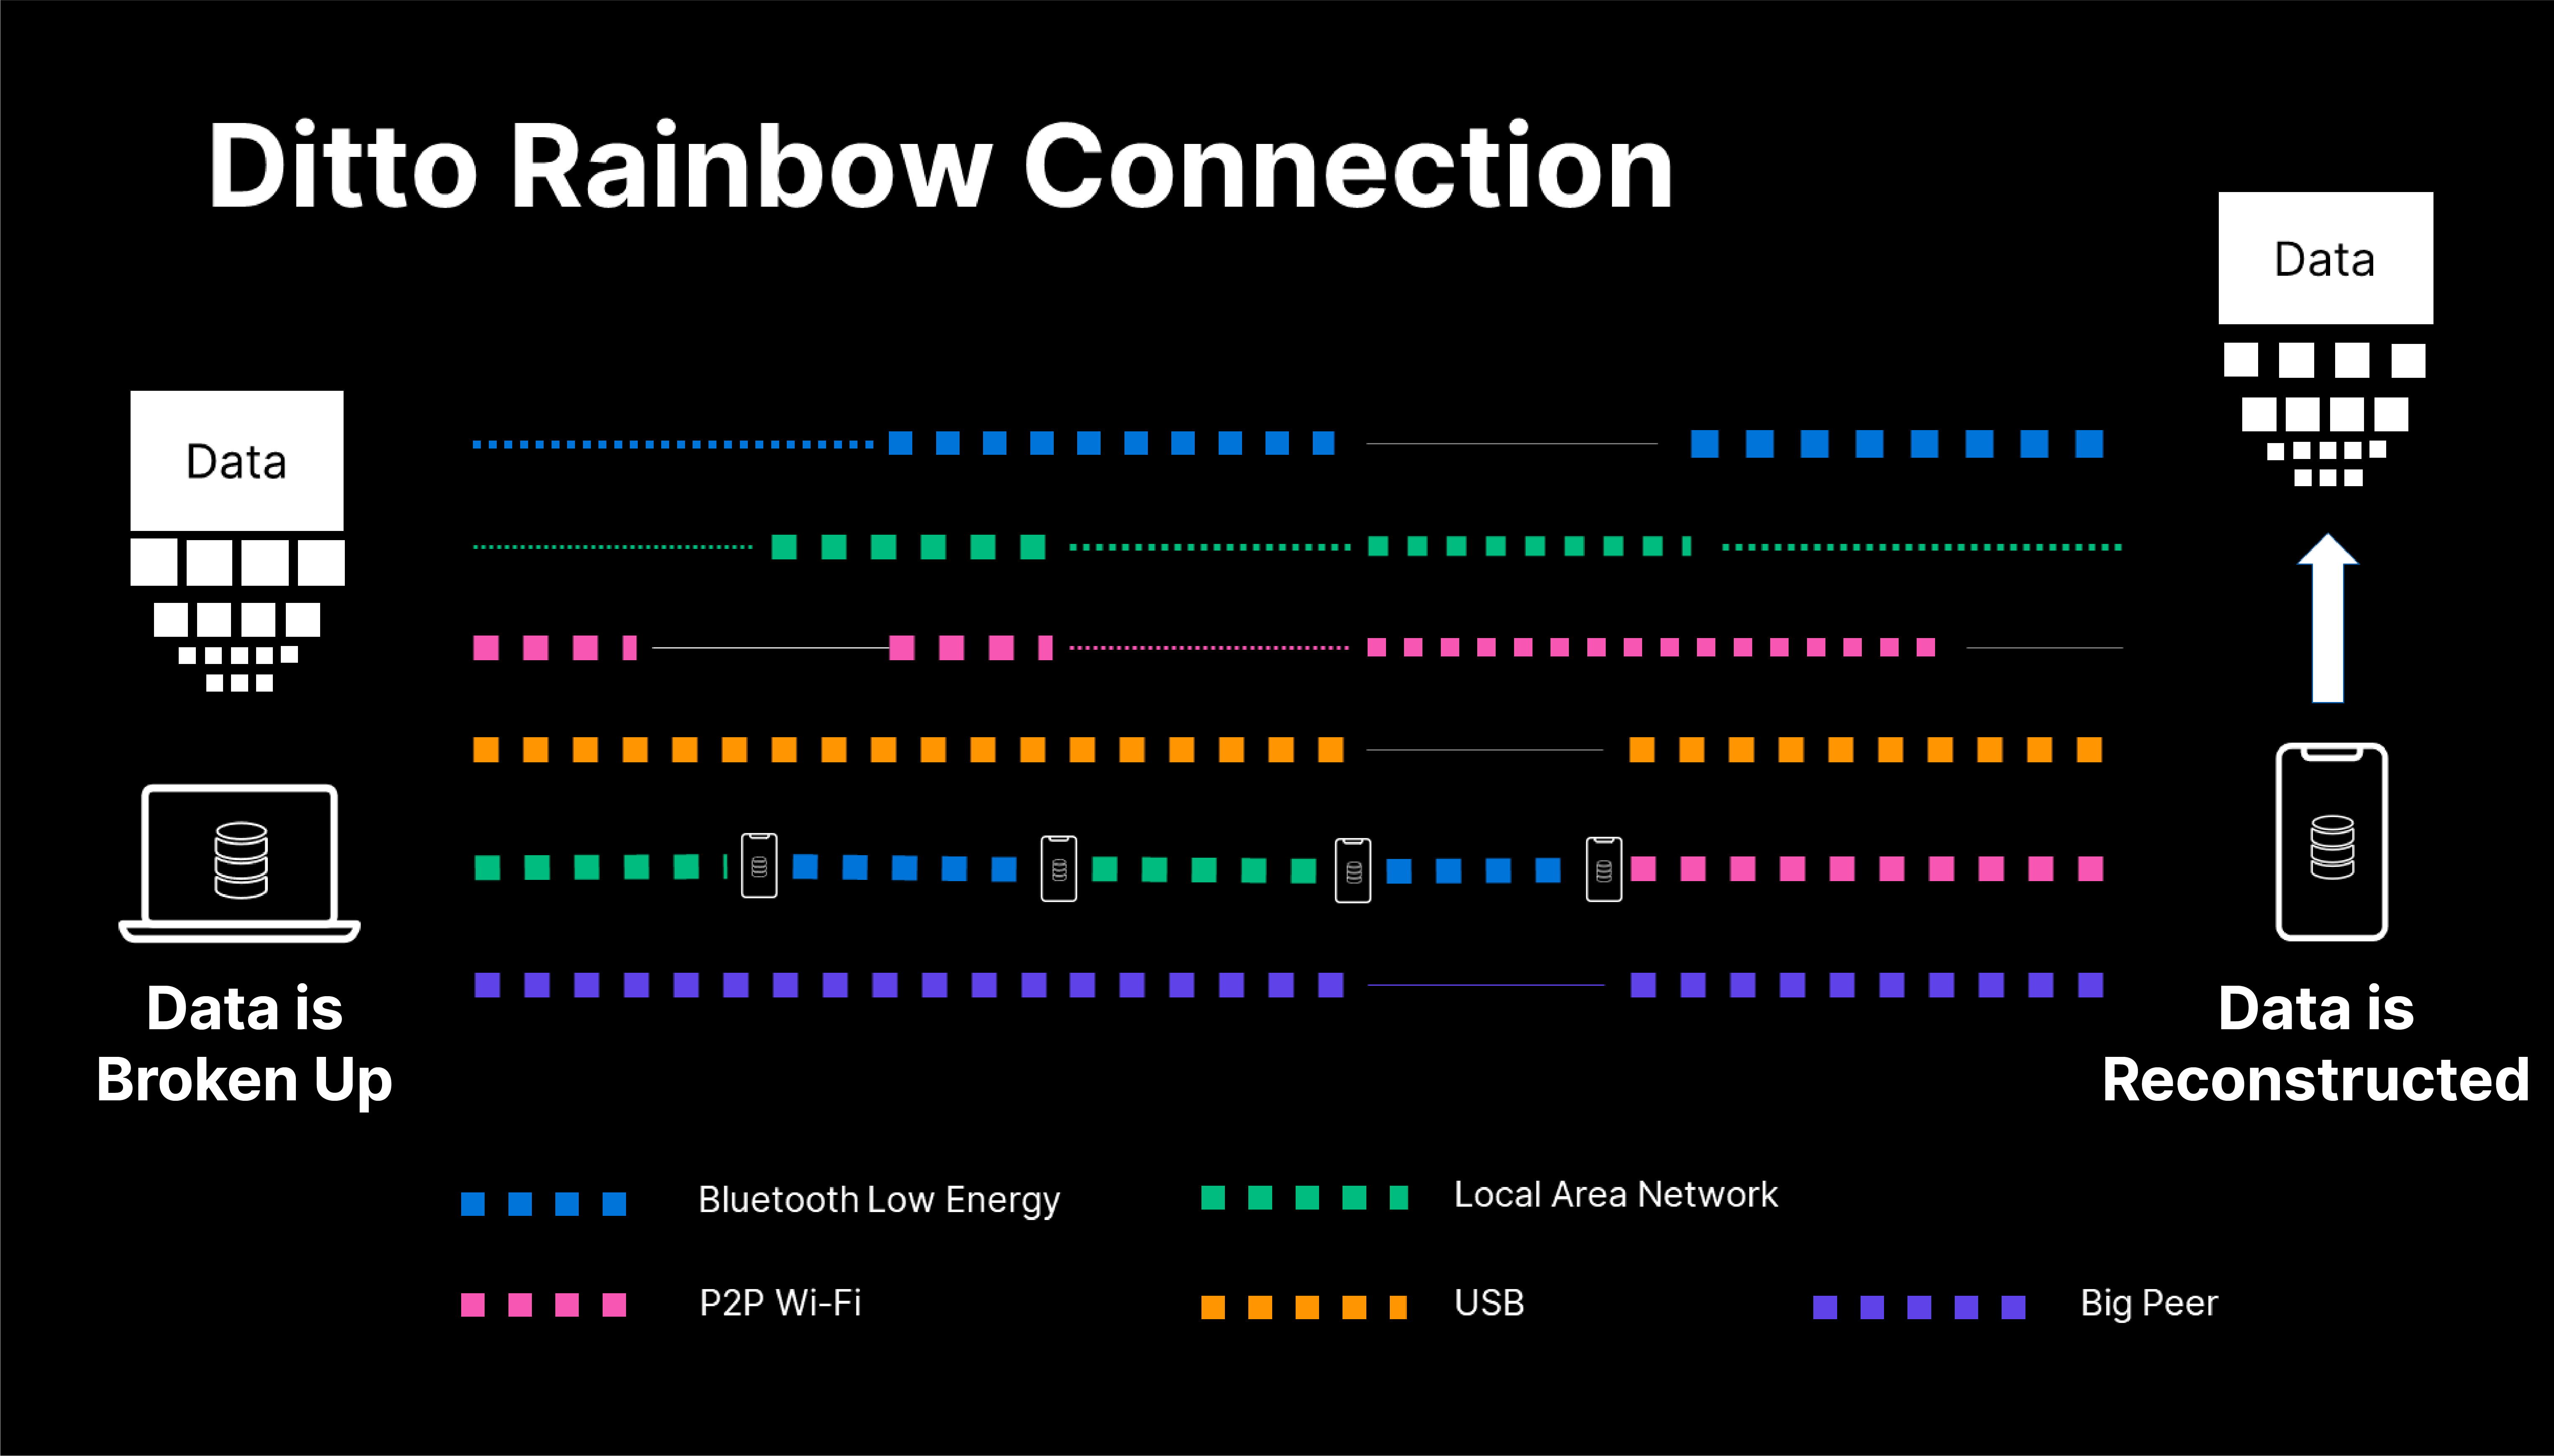 Ditto Rainbow Connection
Data
Data
Data is
Broken Up
Data is
Reconstructed
Bluetooth Low Energy
Local Area Network
P2P Wi-Fi
USB
Big Peer